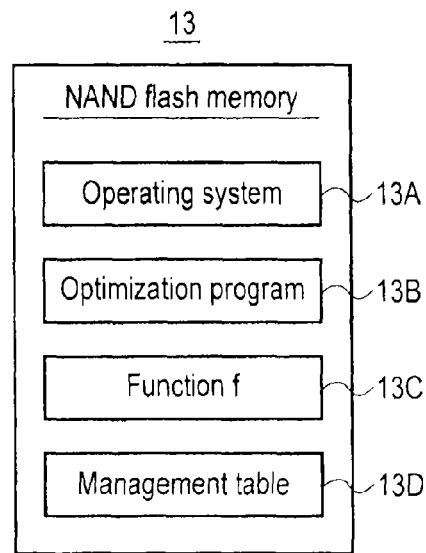 13
NAND flash memory
Operating system 13A
Optimization program 13B
Function f 13C
Management table 13D